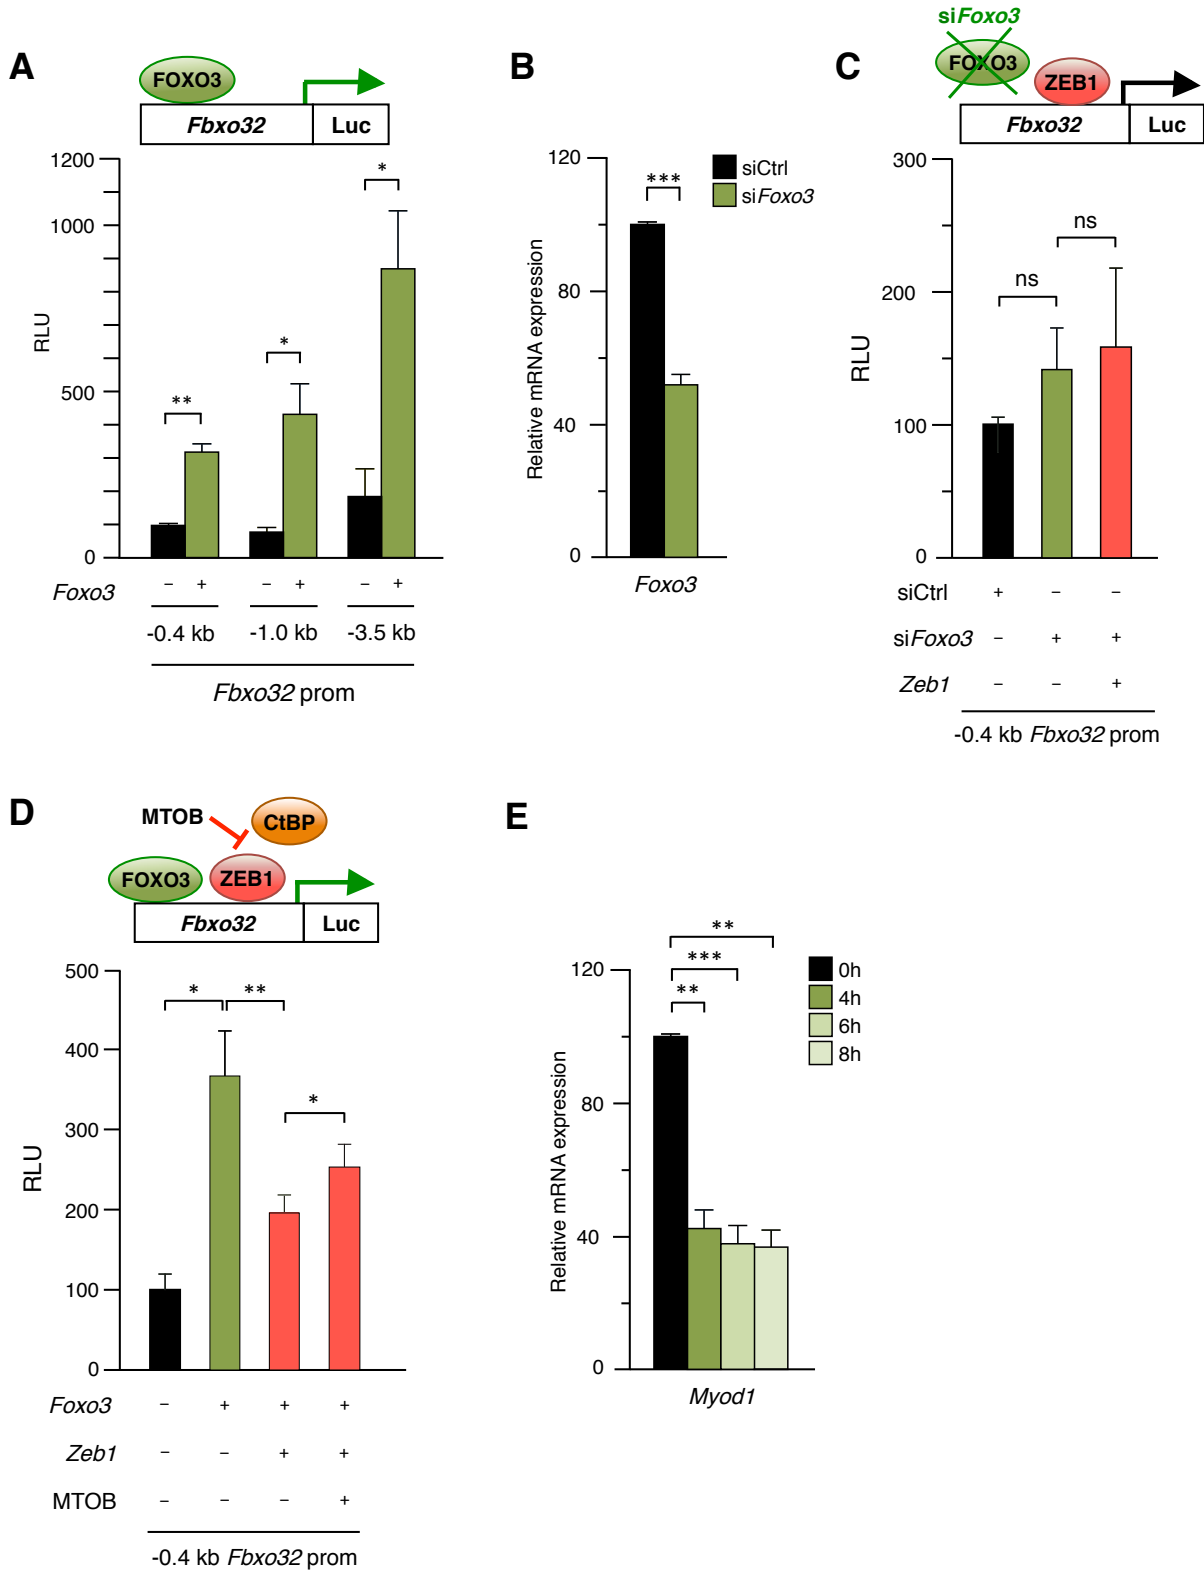 A
FOXO3
Fbxo32 Luc
1200
1000
500
0
RLU
** * *
Foxo3 − + − + − +
-0.4 kb -1.0 kb -3.5 kb
Fbxo32 prom
B
120
80
40
0
Relative mRNA expression
***
siCtrl
siFoxo3
Foxo3
C
siFoxo3
FOXO3 ZEB1
Fbxo32 Luc
300
200
100
0
RLU
ns ns
siCtrl + − −
siFoxo3 − + +
Zeb1 − − +
-0.4 kb Fbxo32 prom
D
MTOB CtBP
FOXO3 ZEB1
Fbxo32 Luc
500
400
300
200
100
0
RLU
* ** *
Foxo3 − + + +
Zeb1 − − + +
MTOB − − − +
-0.4 kb Fbxo32 prom
E
120
80
40
0
Relative mRNA expression
**
***
**
0h
4h
6h
8h
Myod1